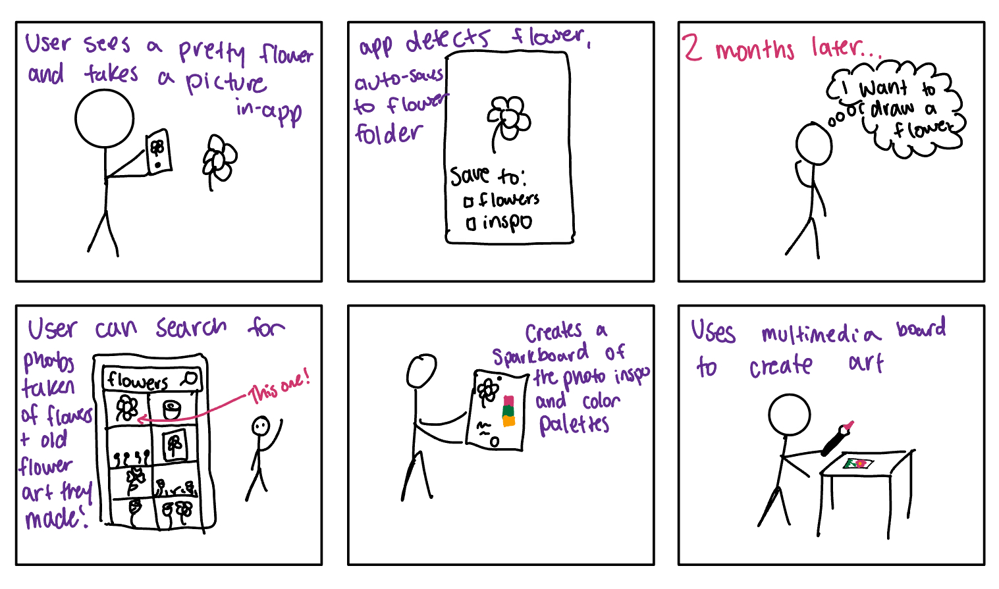 User sees a pretty flower
and takes a picture
in-app
app detects flower,
auto-saves
to flower
folder
Save to:
flowers
inspo
2 months later...
I want to
draw a
flower
User can search for
photos
taken
of flowers
+ old
flower
art they
made!
flowers
This one!
Creates a
sparkboard of
the photo inspo
and color
palettes
Uses multimedia board
to create art